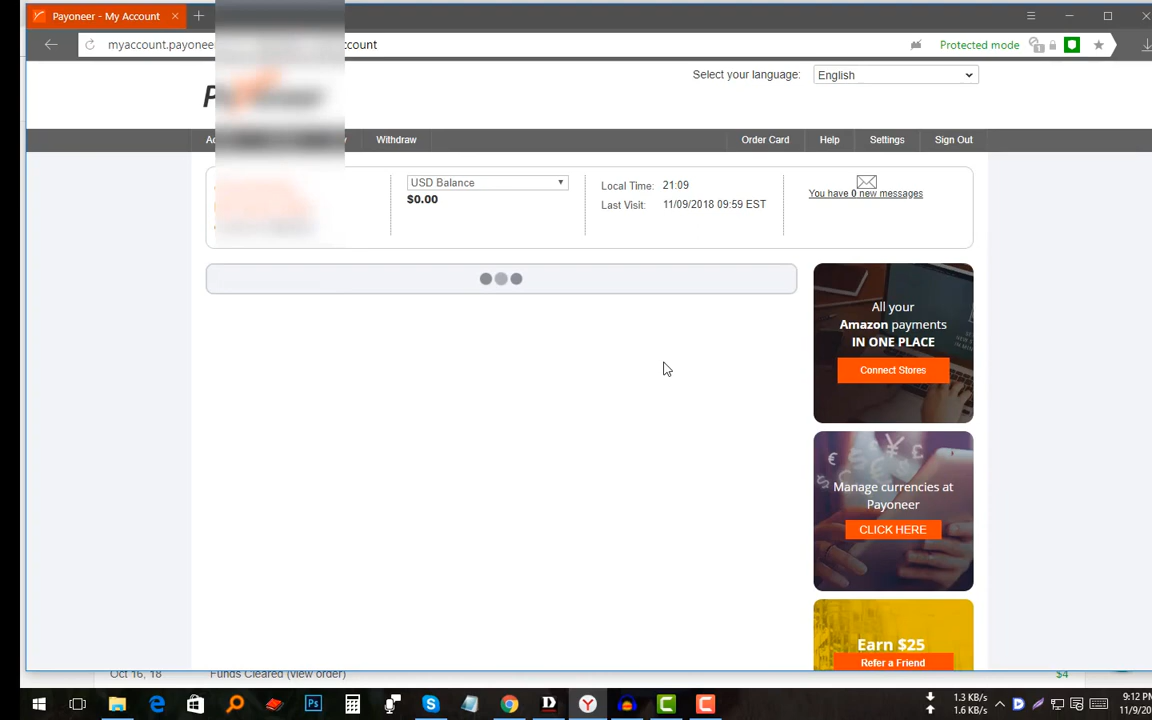 Payoneer - My Account
myaccount.payonee
count
Protected mode
Select your language:
English
Withdraw
Order Card
Help
Settings
Sign Out
USD Balance
$0.00
Local Time: 21:09
Last Visit: 11/09/2018 09:59 EST
You have 0 new messages
All your
Amazon payments
IN ONE PLACE
Connect Stores
Manage currencies at
Payoneer
CLICK HERE
Earn $25
Refer a Friend
Oct 16, 18
Funds Cleared (view order)
$4
1.3 KB/s
1.6 KB/s
9:12 P
11/9/20